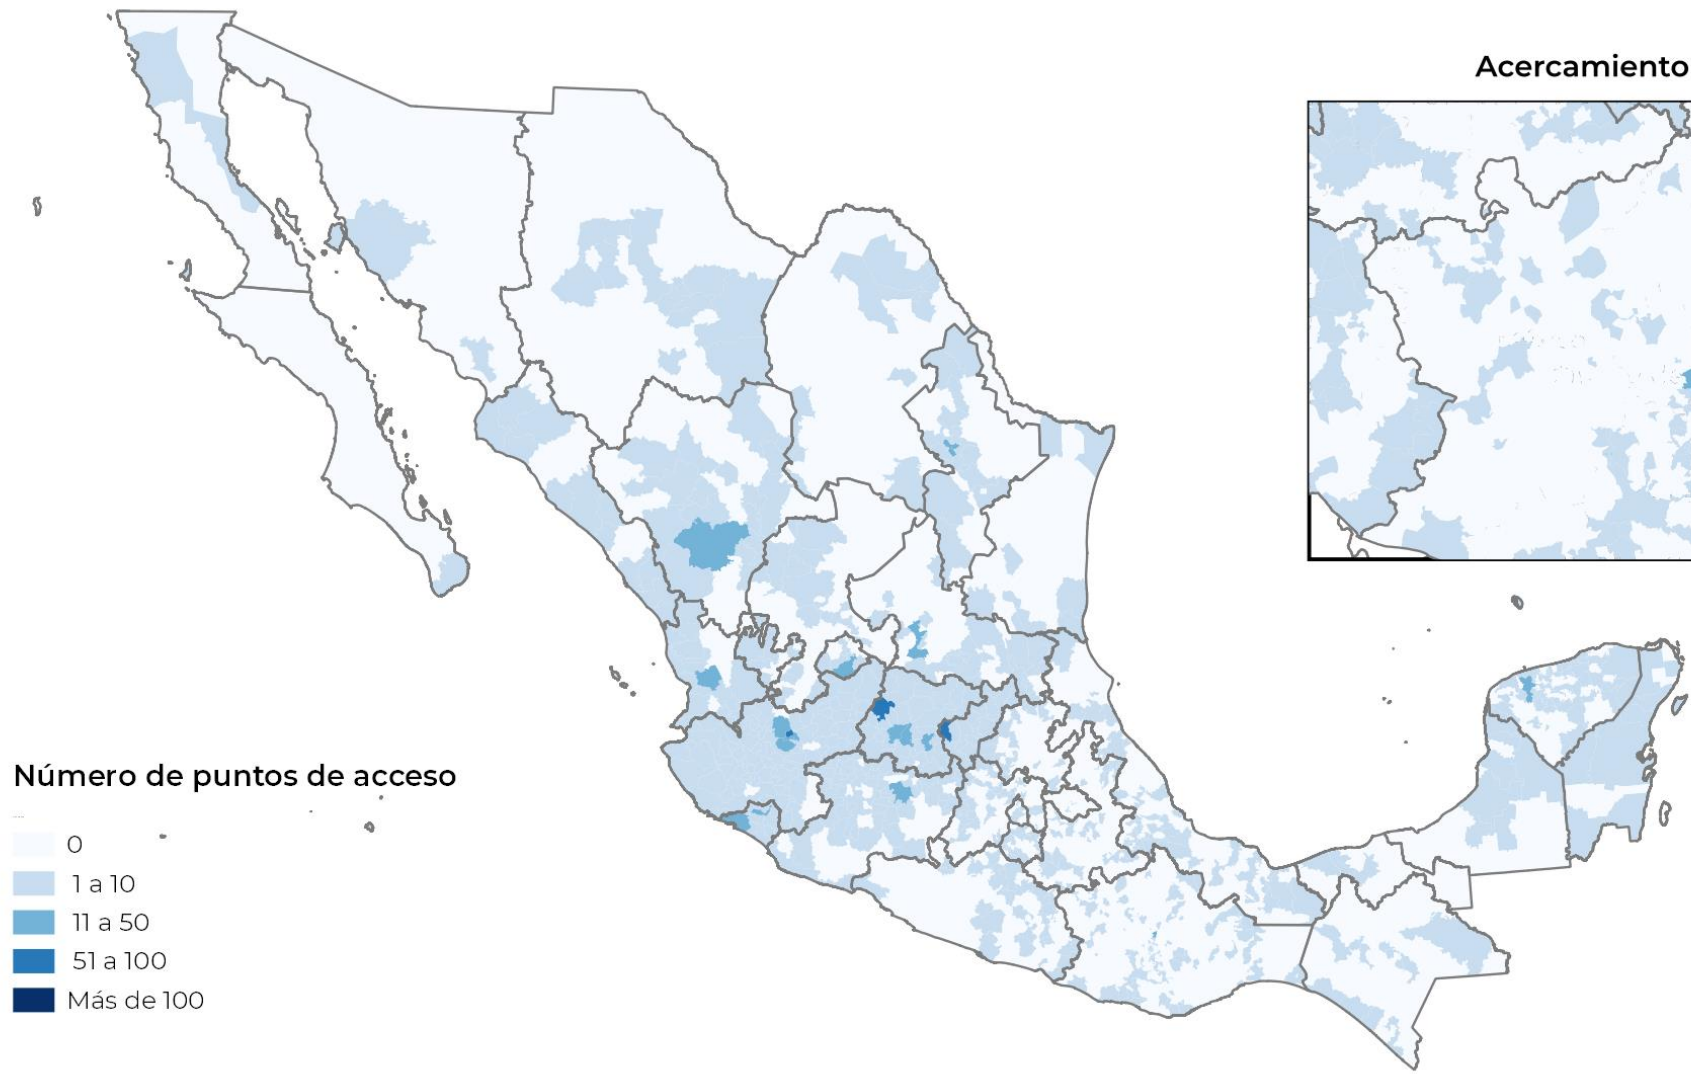 Acercamiento
Número de puntos de acceso
0
1 a 10
11 a 50
51 a 100
Más de 100